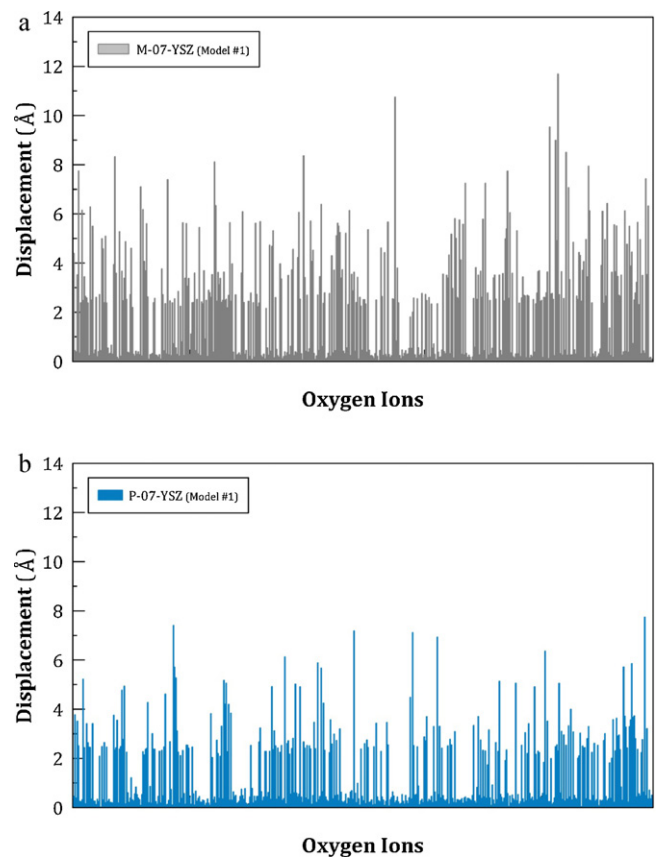 a
14
12
10
8
6
4
2
0
Displacement (Å)
M-07-YSZ (Model #1)
Oxygen Ions
b
14
12
10
8
6
4
2
0
Displacement (Å)
P-07-YSZ (Model #1)
Oxygen Ions